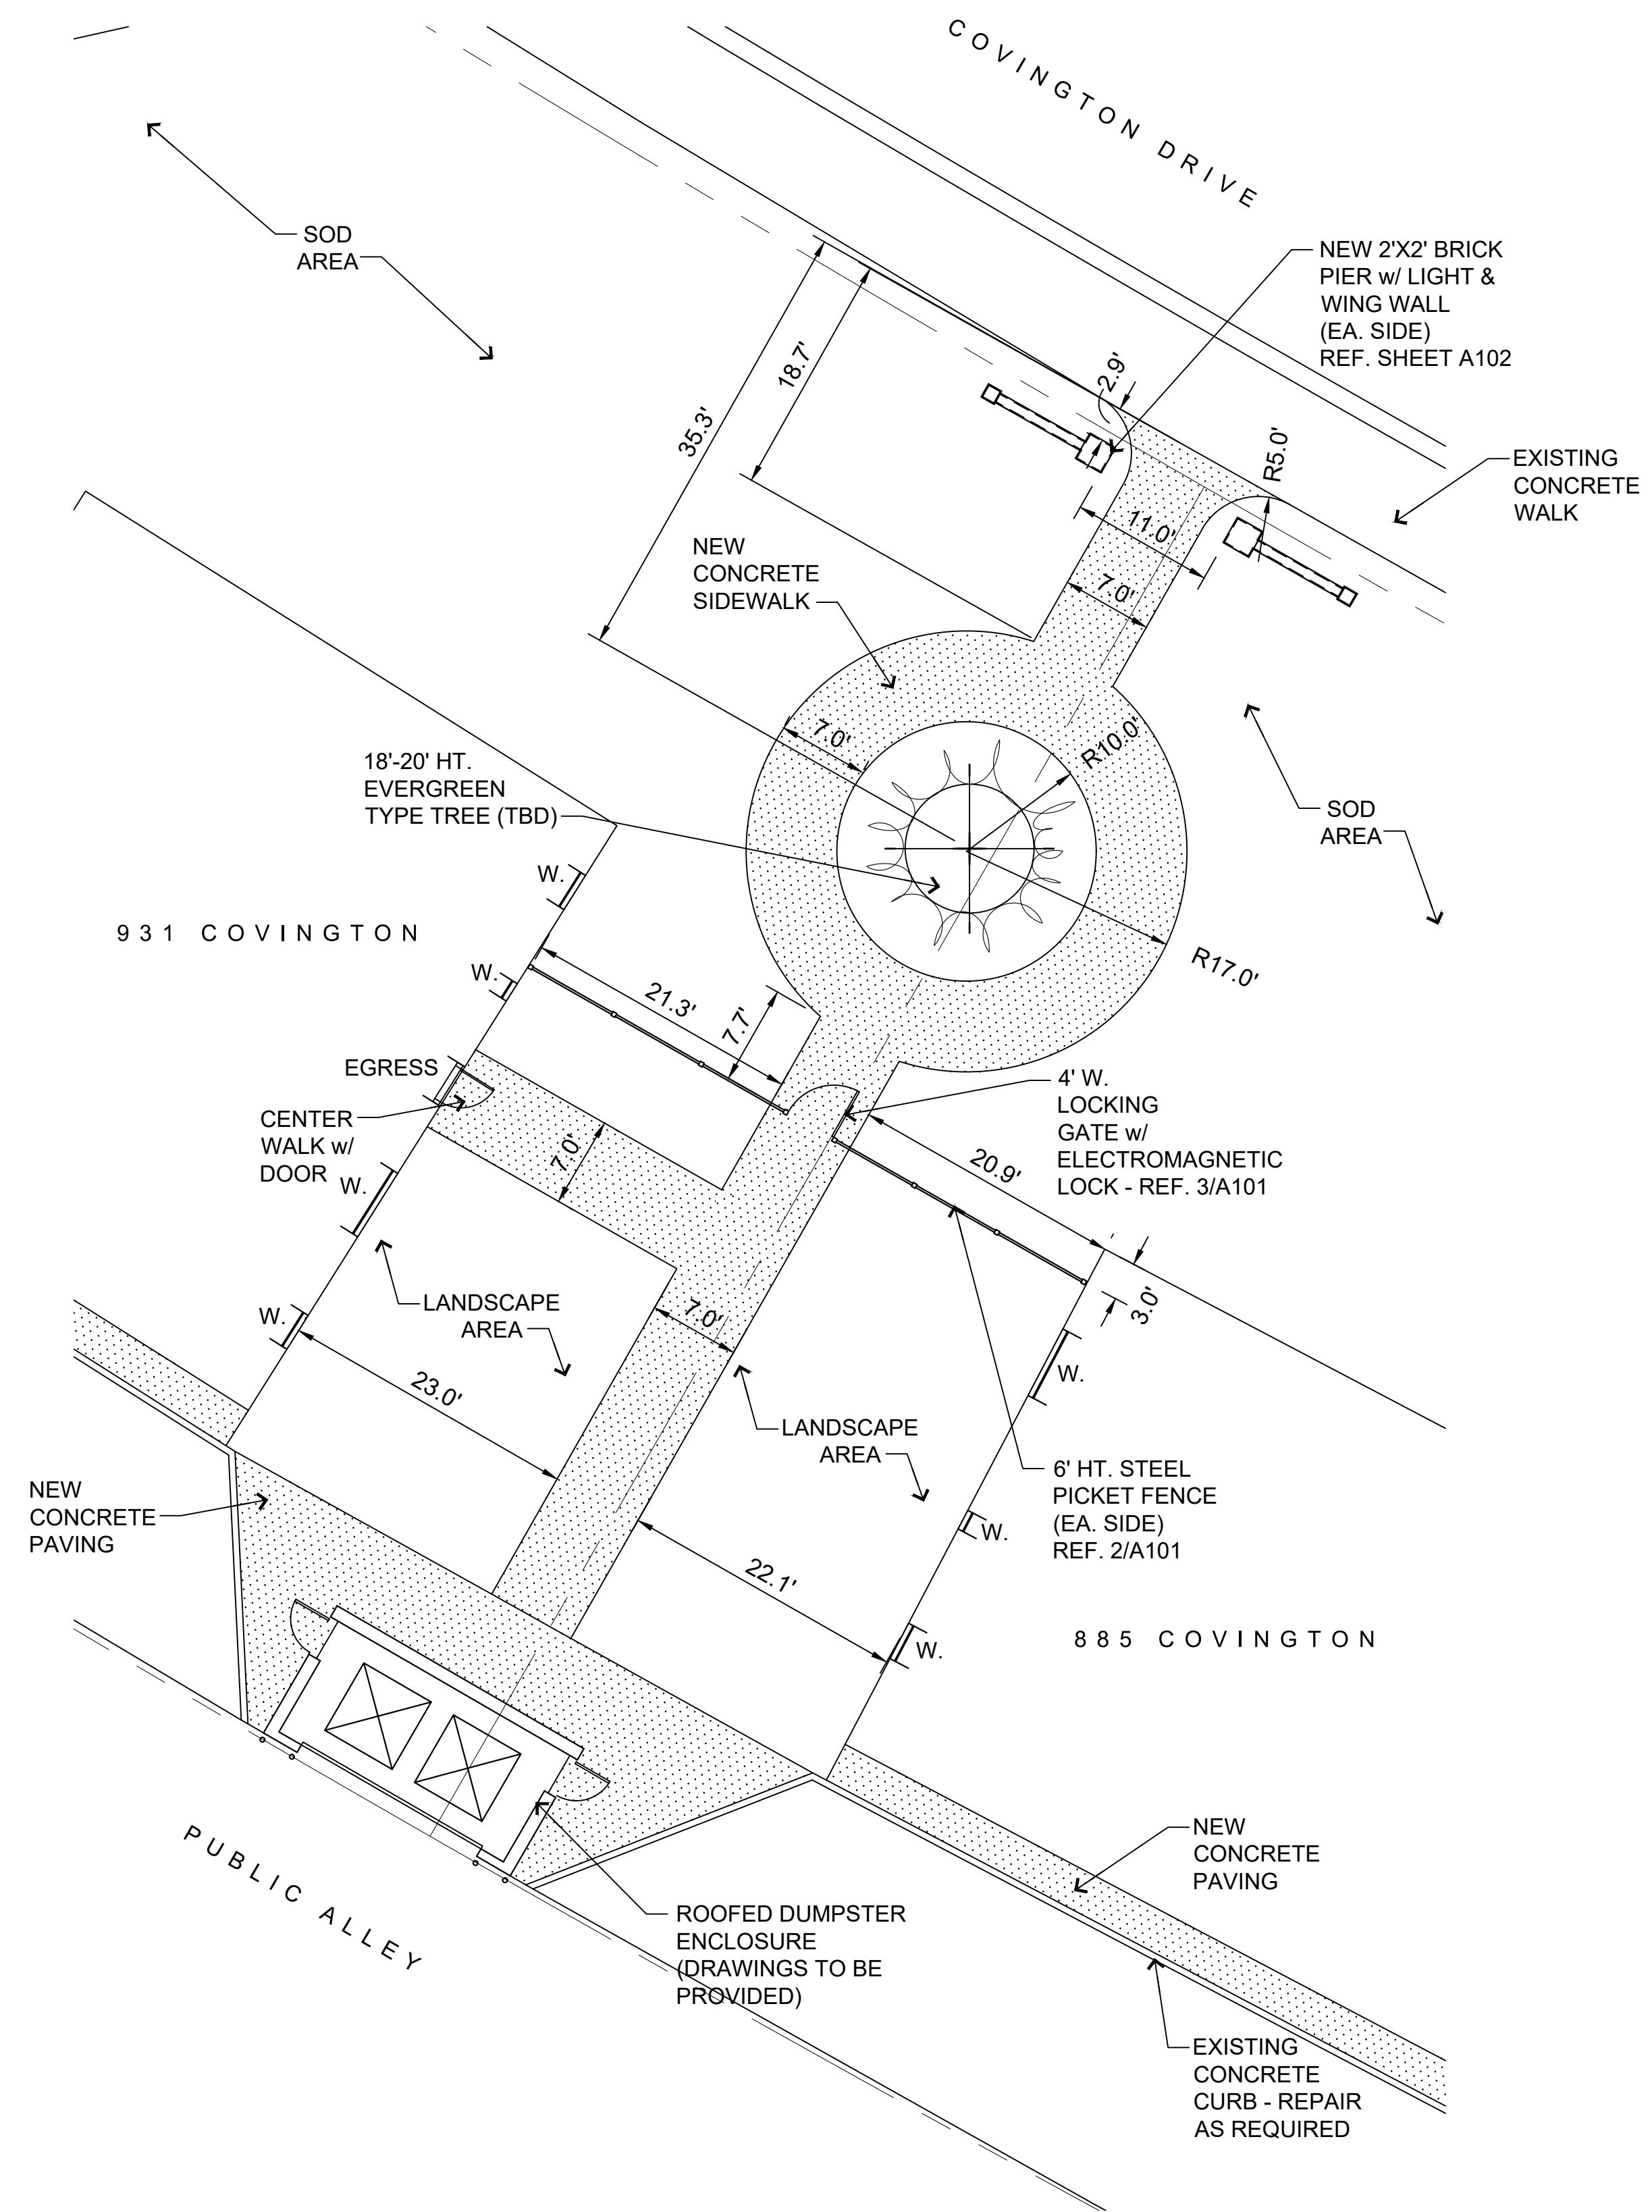 COVINGTON DRIVE
SOD
AREA
NEW 2'X2' BRICK
PIER w/ LIGHT &
WING WALL
(EA. SIDE)
REF. SHEET A102
18.7'
2.9'
35.3'
R5.0'
EXISTING
CONCRETE
WALK
11.0'
NEW
CONCRETE
SIDEWALK
7.0'
7.0'
R10.0'
18'-20' HT.
EVERGREEN
TYPE TREE (TBD)
SOD
AREA
W.
931 COVINGTON
W.
R17.0'
21.3'
7.7'
EGRESS
4' W.
LOCKING
GATE w/
ELECTROMAGNETIC
LOCK - REF. 3/A101
CENTER
WALK w/
DOOR
7.0'
20.9'
W.
LANDSCAPE
AREA
3.0'
W.
7.0'
W.
23.0'
LANDSCAPE
AREA
6' HT. STEEL
PICKET FENCE
(EA. SIDE)
REF. 2/A101
NEW
CONCRETE
PAVING
W.
22.1'
W.
885 COVINGTON
PUBLIC ALLEY
NEW
CONCRETE
PAVING
ROOFED DUMPSTER
ENCLOSURE
(DRAWINGS TO BE
PROVIDED)
EXISTING
CONCRETE
CURB - REPAIR
AS REQUIRED